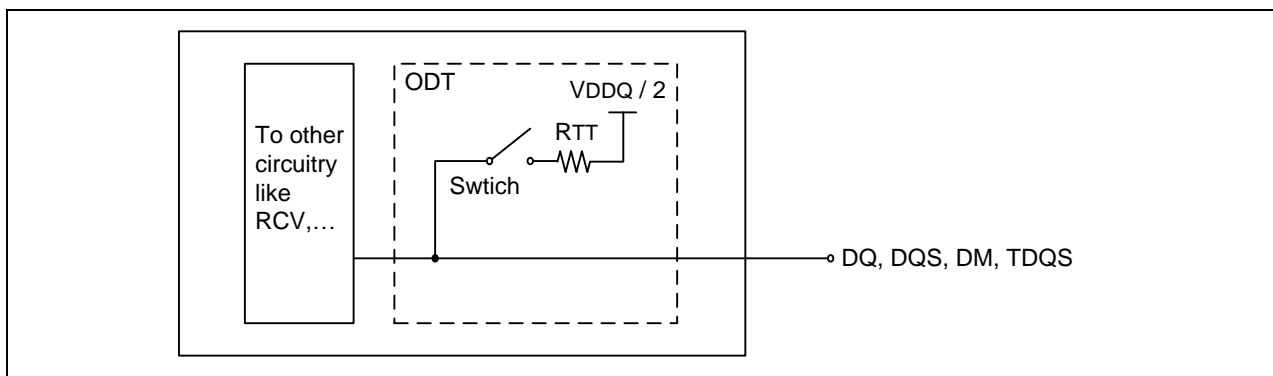 ODT
VDDQ / 2
To other
circuitry
like
RCV,…
RTT
Swtich
DQ, DQS, DM, TDQS